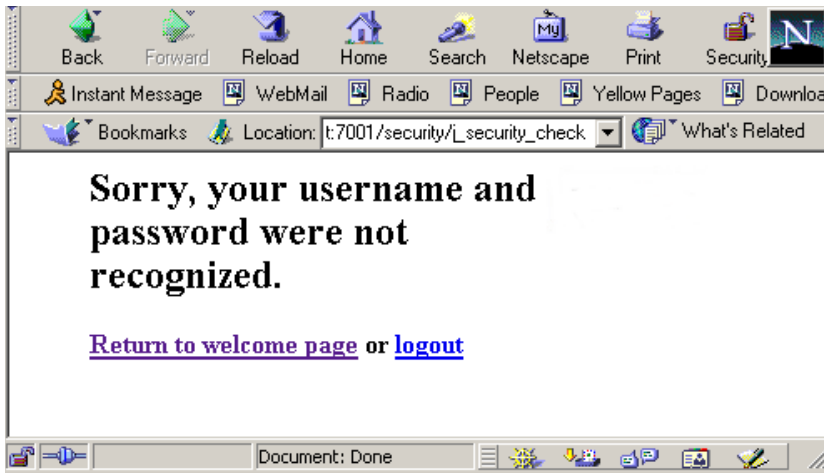 Back Forward Reload Home Search Netscape Print Security
My
N
Instant Message WebMail Radio People Yellow Pages
Bookmarks Location: t:7001/security/j_security_check What's Related
Sorry, your username and
password were not
recognized.
Return to welcome page or logout
Document: Done